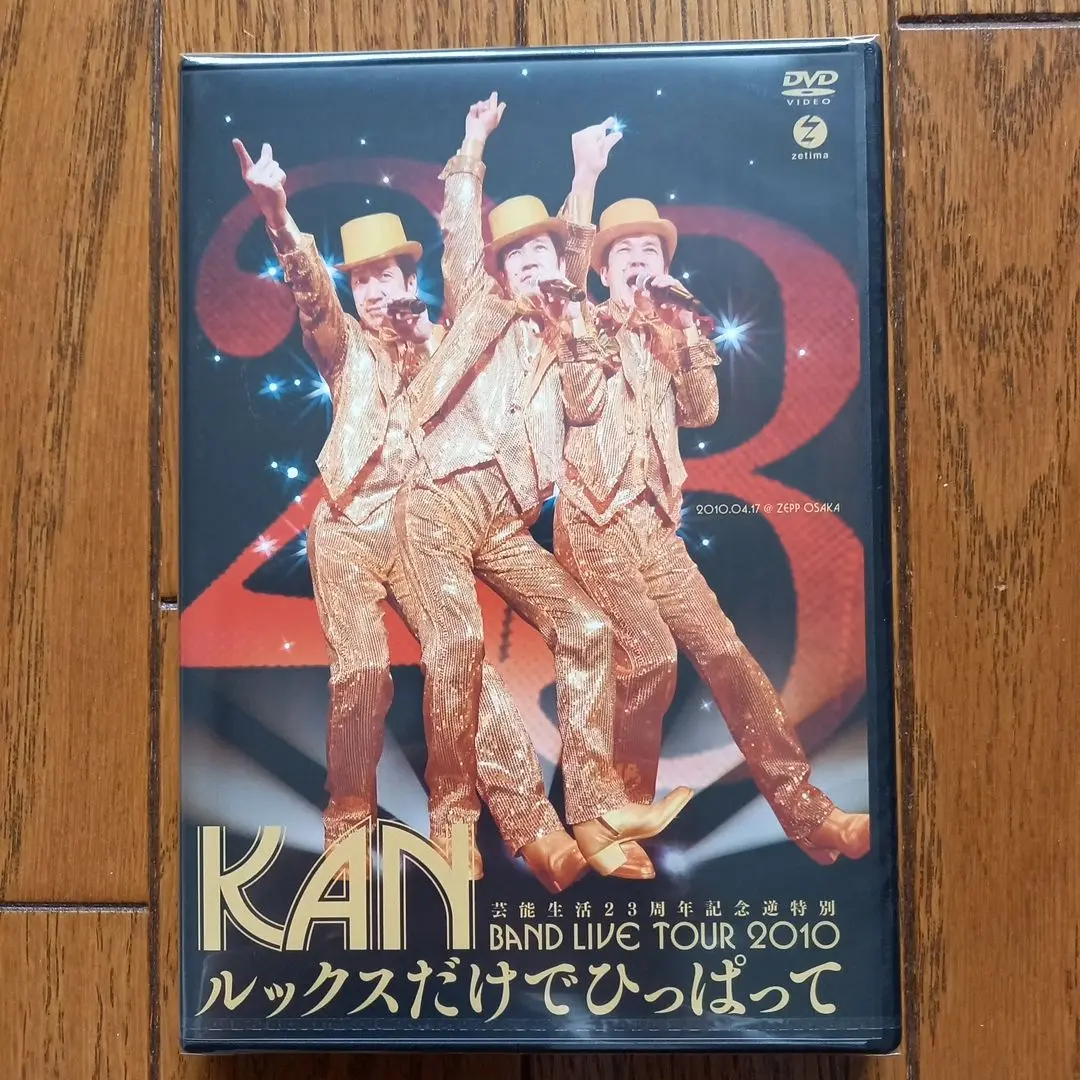 DVD
VIDEO
zetima
23
2010.04.17 @ ZEPP OSAKA
KAN
芸能生活23周年記念逆特別
BAND LIVE TOUR 2010
ルックスだけでひっぱって